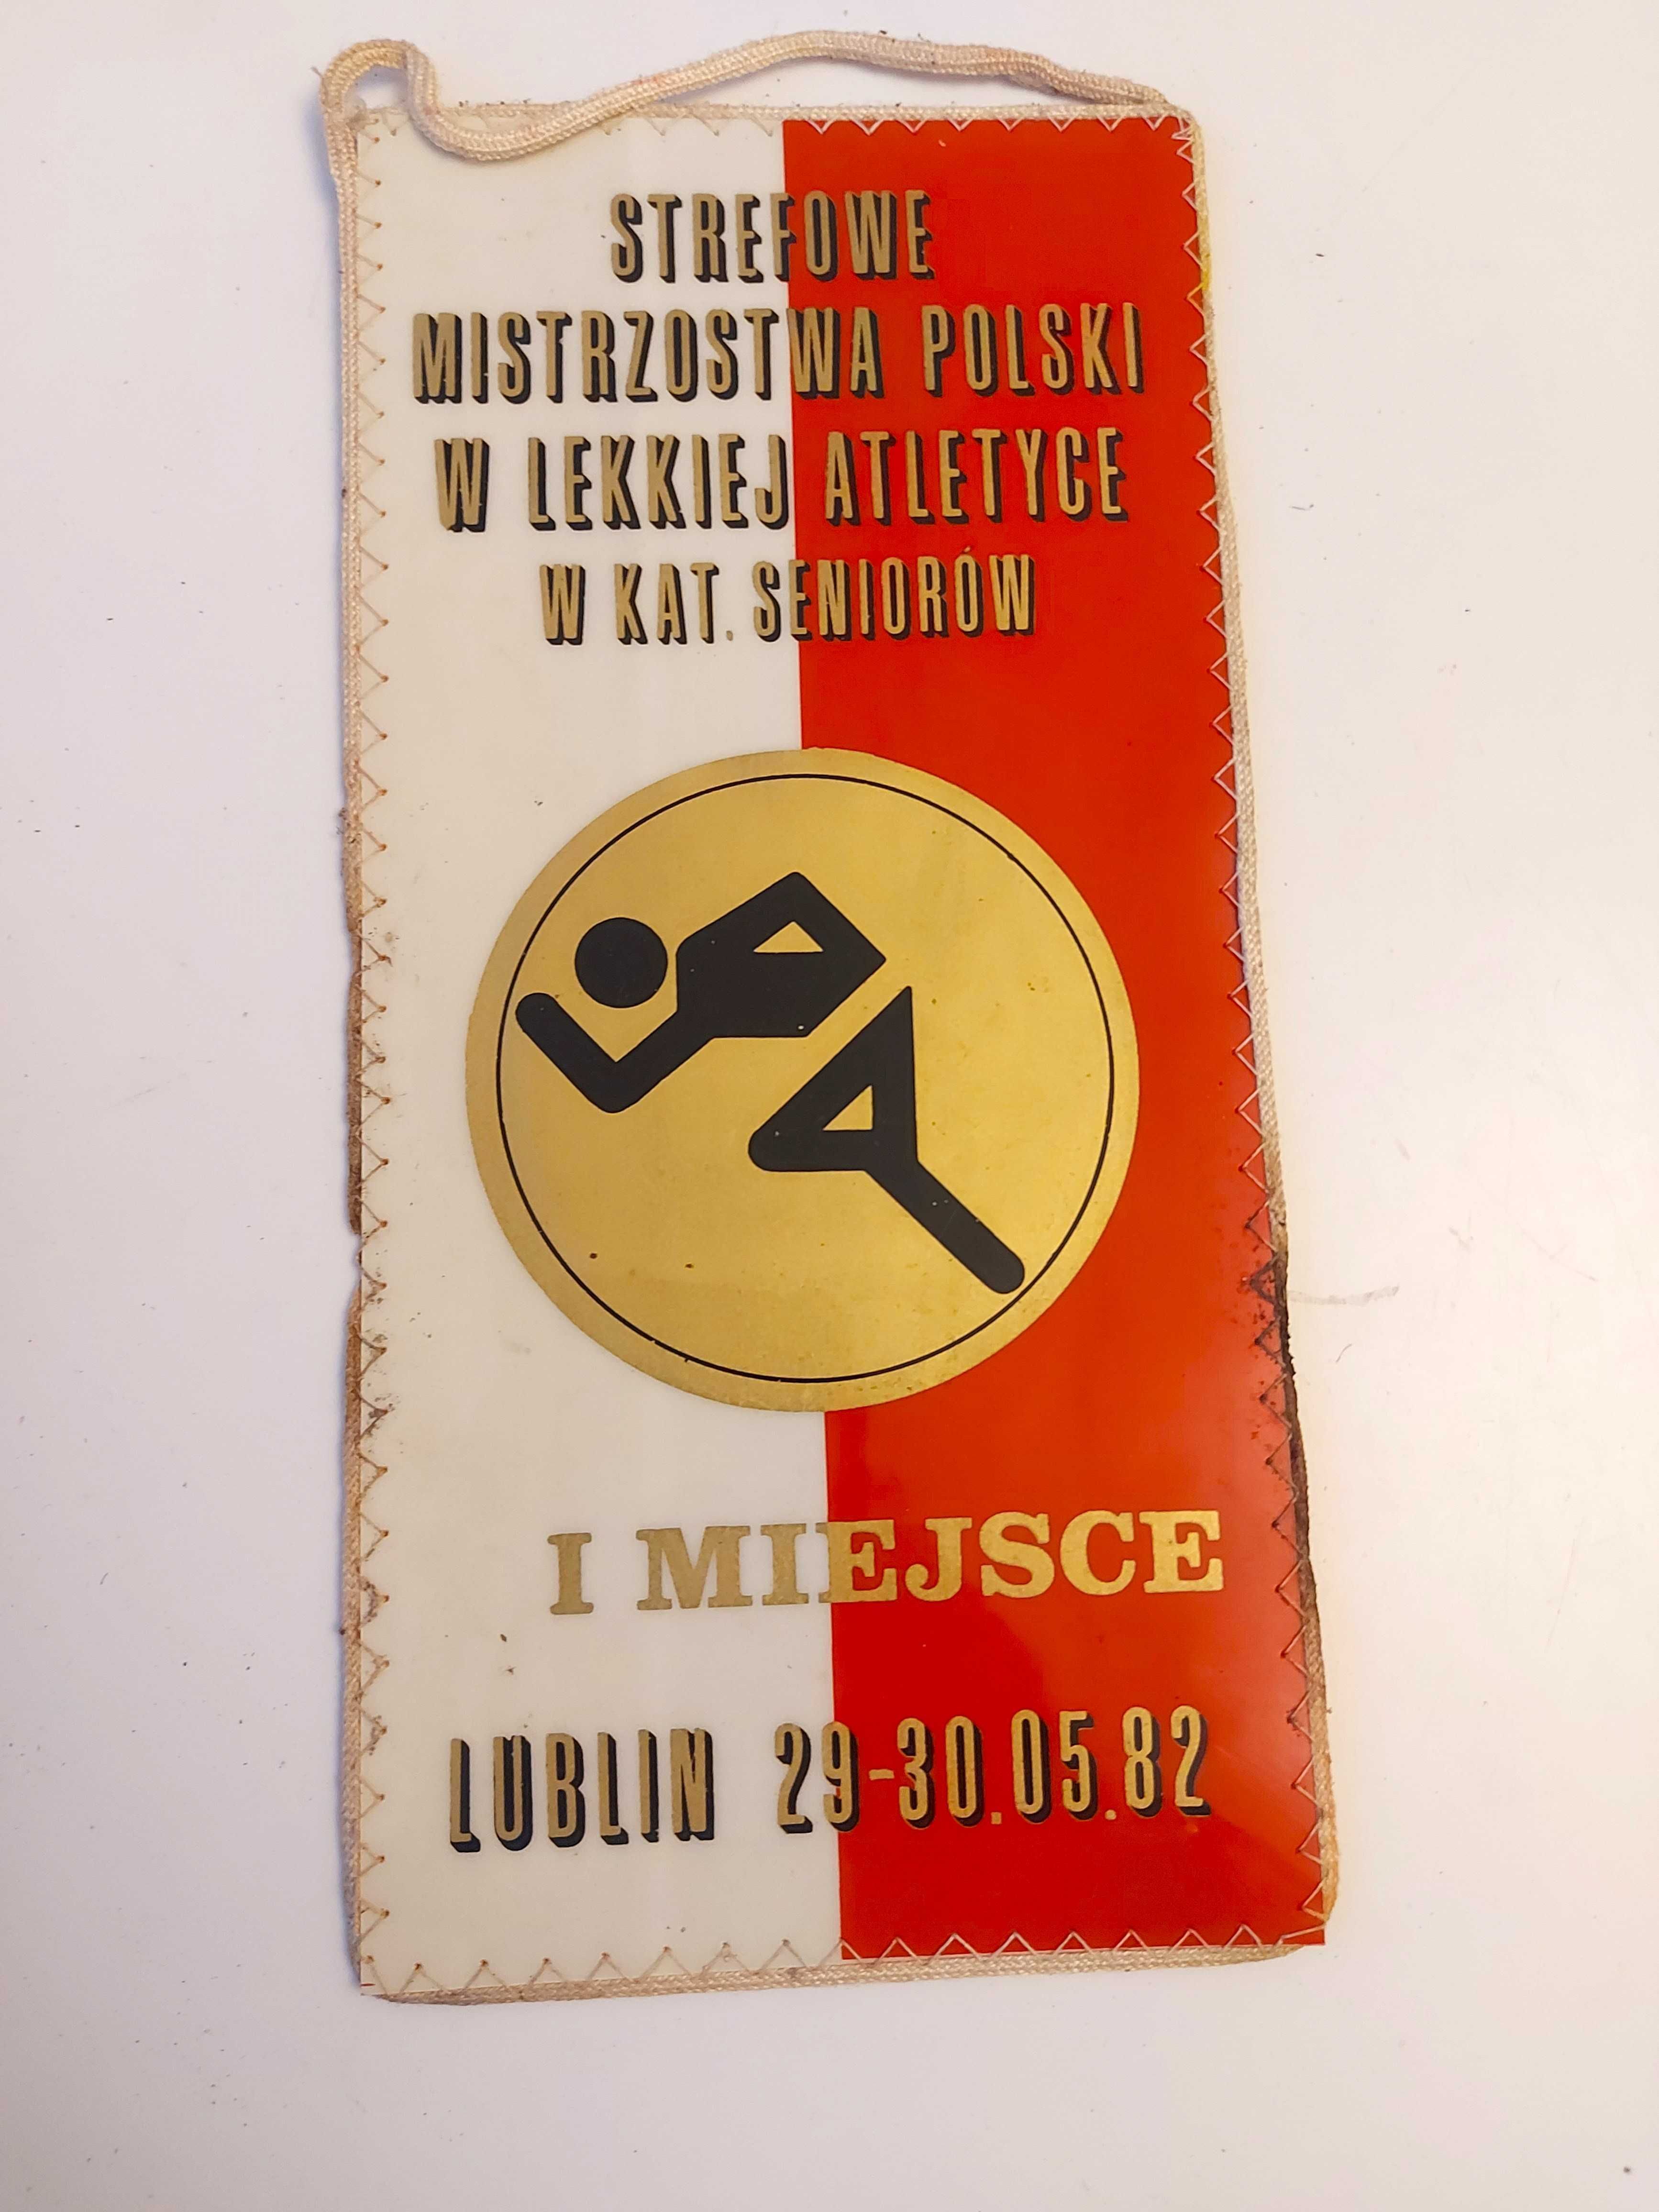 STREFOWE
MISTRZOSTWA POLSKI
W LEKKIEJ ATLETYCE
W KAT. SENIORÓW
I MIEJSCE
LUBLIN 29-30.05.82